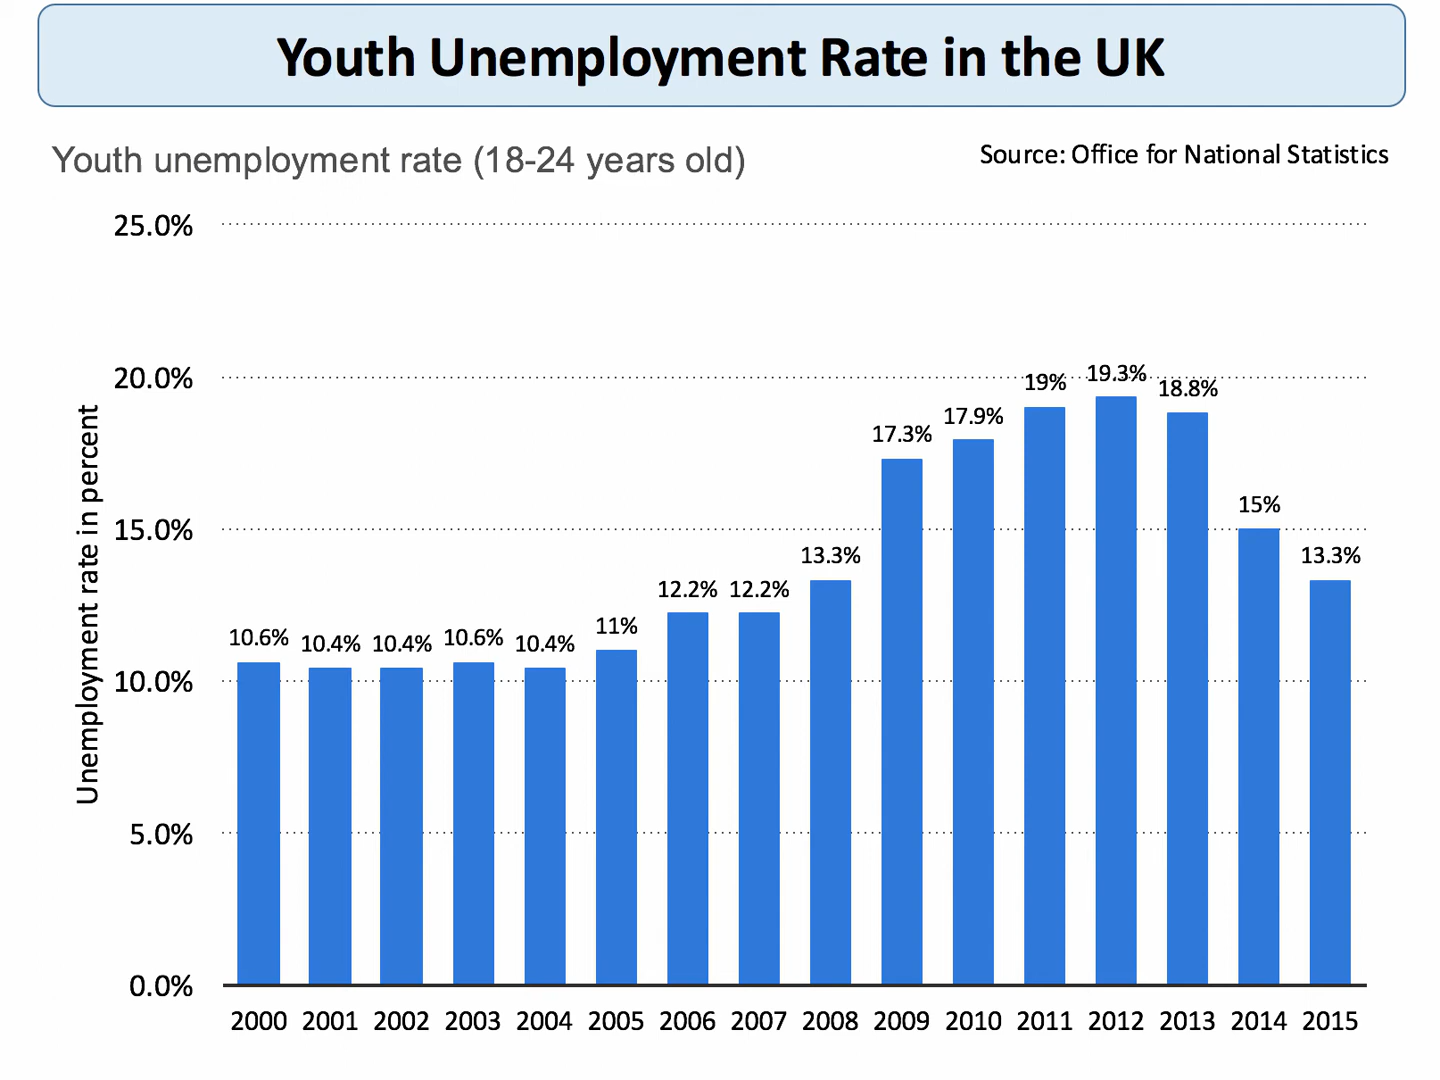 Youth Unemployment Rate in the UK
Youth unemployment rate (18-24 years old)
Source: Office for National Statistics
Unemployment rate in percent
25.0%
20.0%
15.0%
10.0%
5.0%
0.0%
10.6% 10.4% 10.4% 10.6% 10.4% 11% 12.2% 12.2% 13.3% 17.3% 17.9% 19% 19.3% 18.8% 15% 13.3%
2000 2001 2002 2003 2004 2005 2006 2007 2008 2009 2010 2011 2012 2013 2014 2015